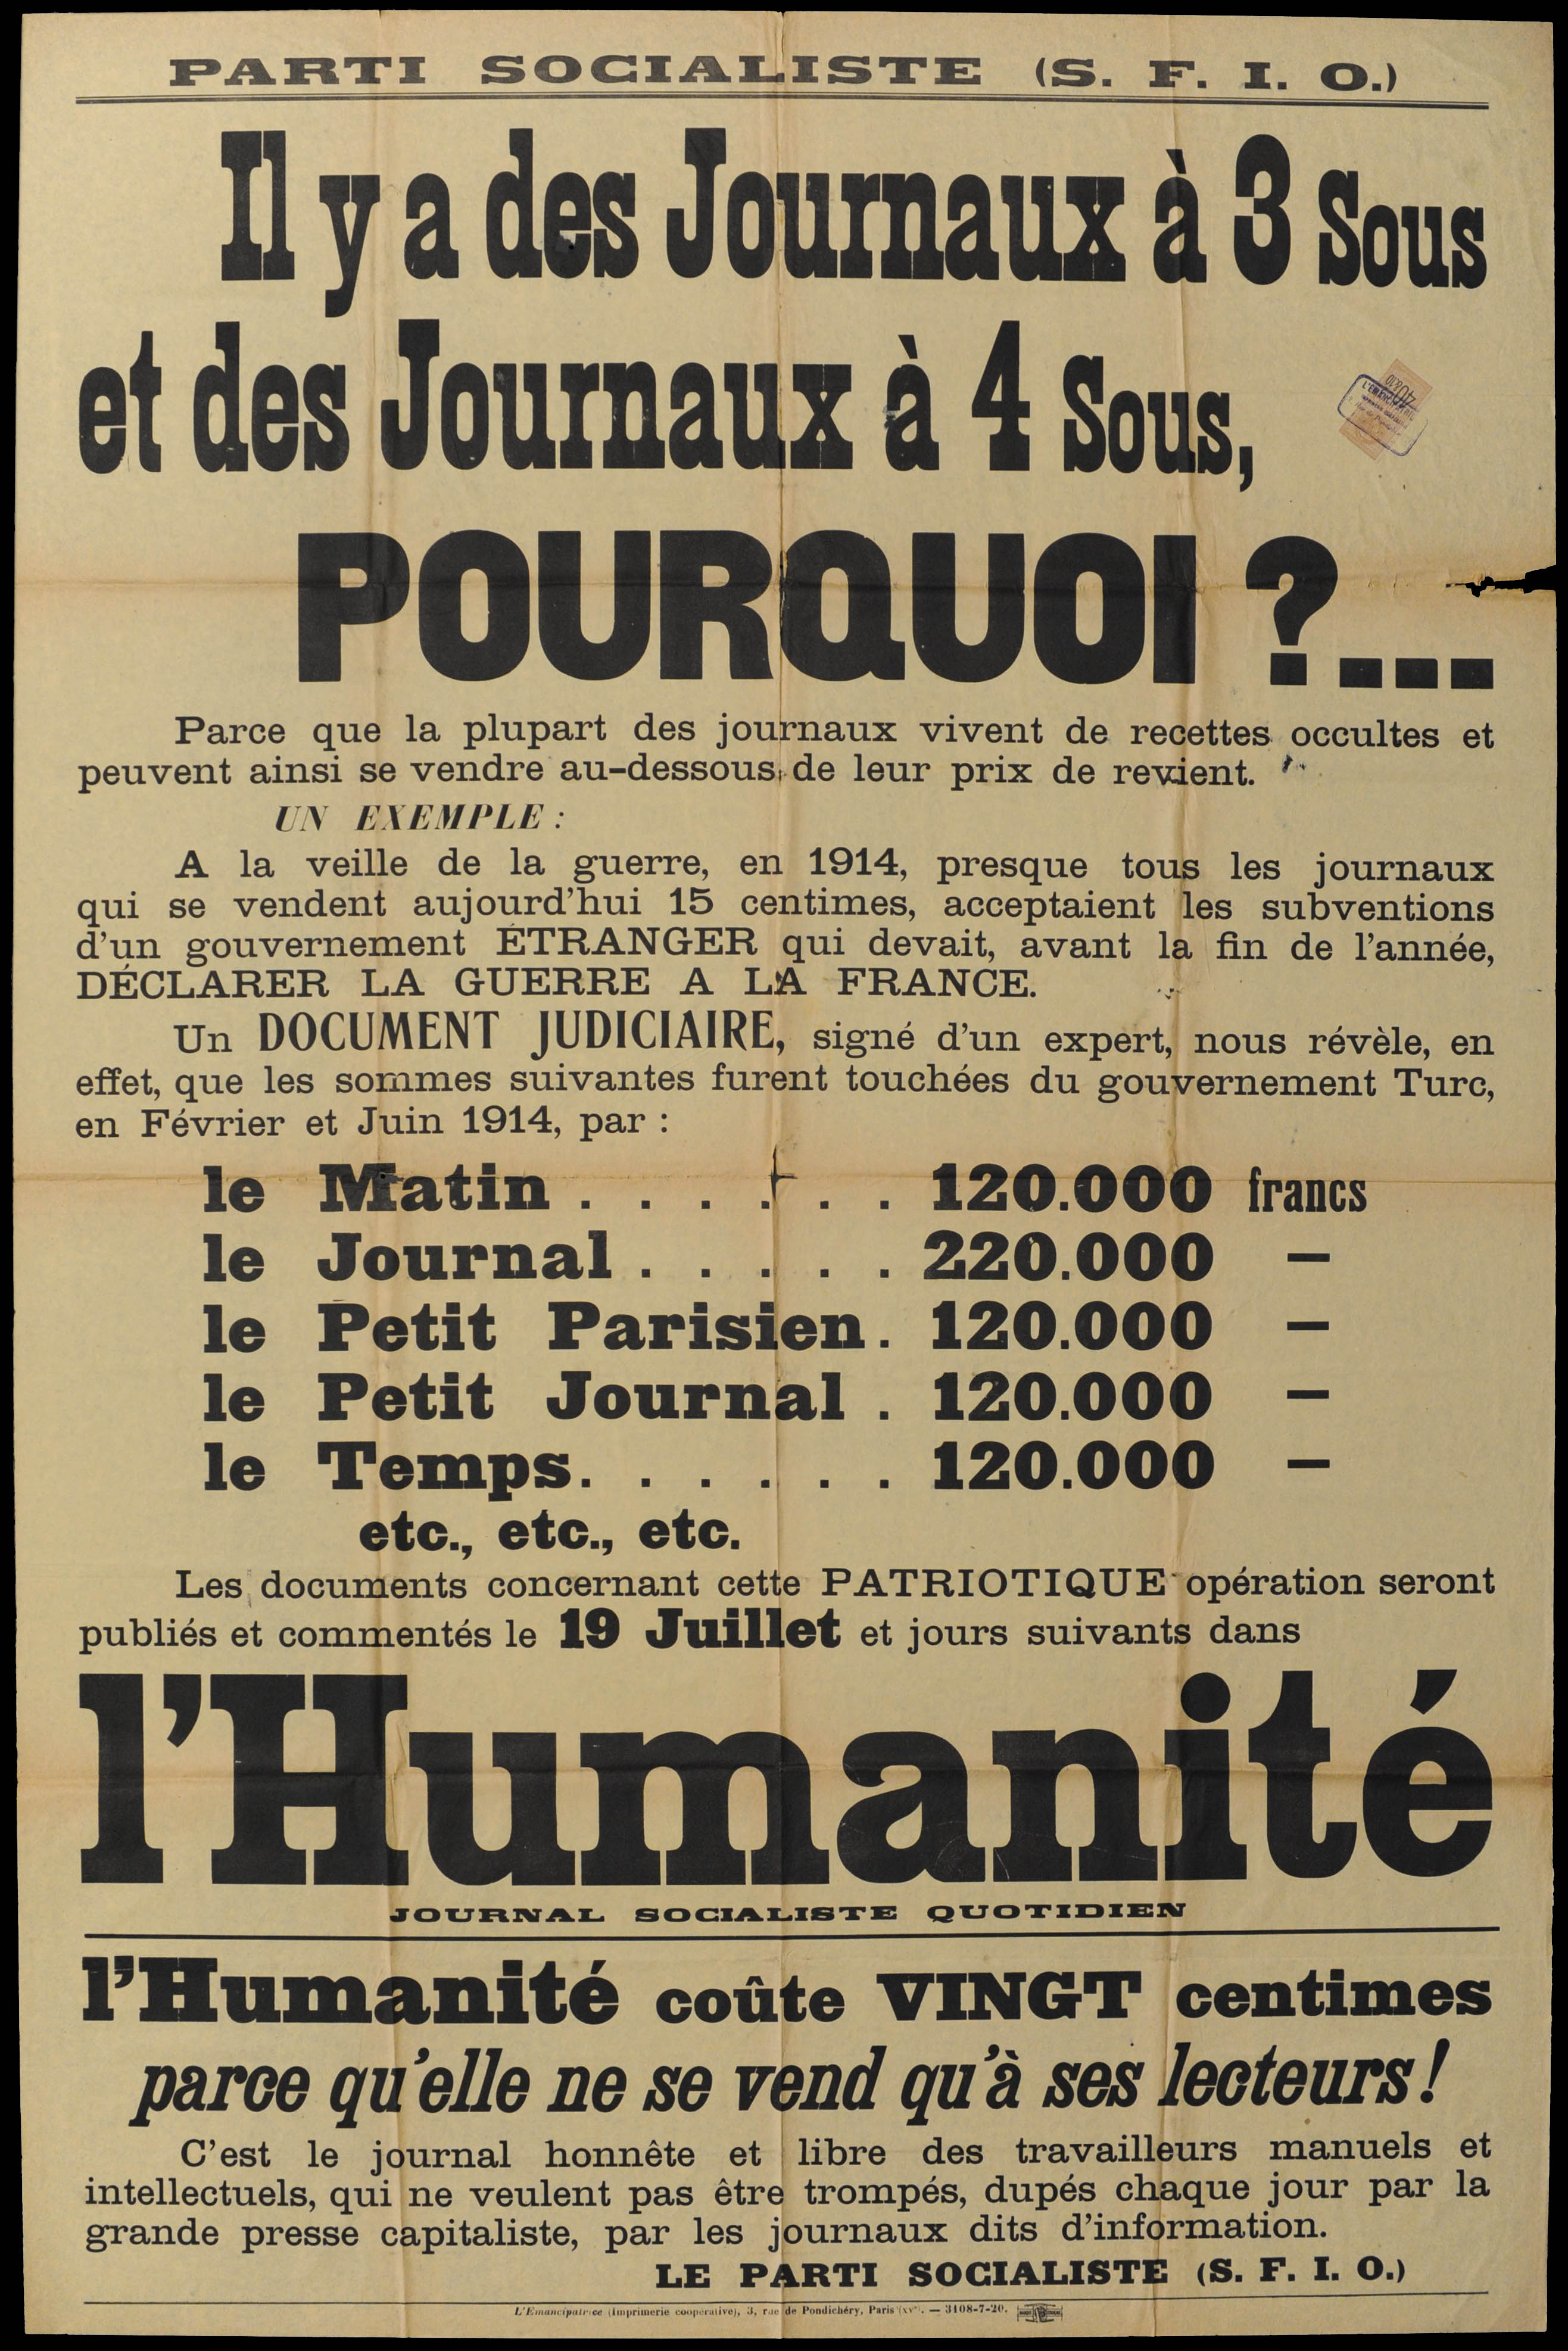 PARTI SOCIALISTE (S. F. I. O.)
Il y a des Journaux à 3 Sous
et des Journaux à 4 Sous,
POURQUOI ?...
Parce que la plupart des journaux vivent de recettes occultes et
peuvent ainsi se vendre au-dessous de leur prix de revient.
UN EXEMPLE :
A la veille de la guerre, en 1914, presque tous les journaux
qui se vendent aujourd'hui 15 centimes, acceptaient les subventions
d'un gouvernement ÉTRANGER qui devait, avant la fin de l'année,
DÉCLARER LA GUERRE A LA FRANCE.
Un DOCUMENT JUDICIAIRE, signé d'un expert, nous révèle, en
effet, que les sommes suivantes furent touchées du gouvernement Turc,
en Février et Juin 1914, par :
le Matin . . . . . . 120.000 francs
le Journal . . . . . 220.000 —
le Petit Parisien . 120.000 —
le Petit Journal . 120.000 —
le Temps. . . . . . 120.000 —
etc., etc., etc.
Les documents concernant cette PATRIOTIQUE opération seront
publiés et commentés le 19 Juillet et jours suivants dans
l'Humanité
JOURNAL SOCIALISTE QUOTIDIEN
l'Humanité coûte VINGT centimes
parce qu'elle ne se vend qu'à ses lecteurs !
C'est le journal honnête et libre des travailleurs manuels et
intellectuels, qui ne veulent pas être trompés, dupés chaque jour par la
grande presse capitaliste, par les journaux dits d'information.
LE PARTI SOCIALISTE (S. F. I. O.)
L'Emancipatrice (Imprimerie coopérative), 3, rue de Pondichéry, Paris (xve). — 3108-7-20.